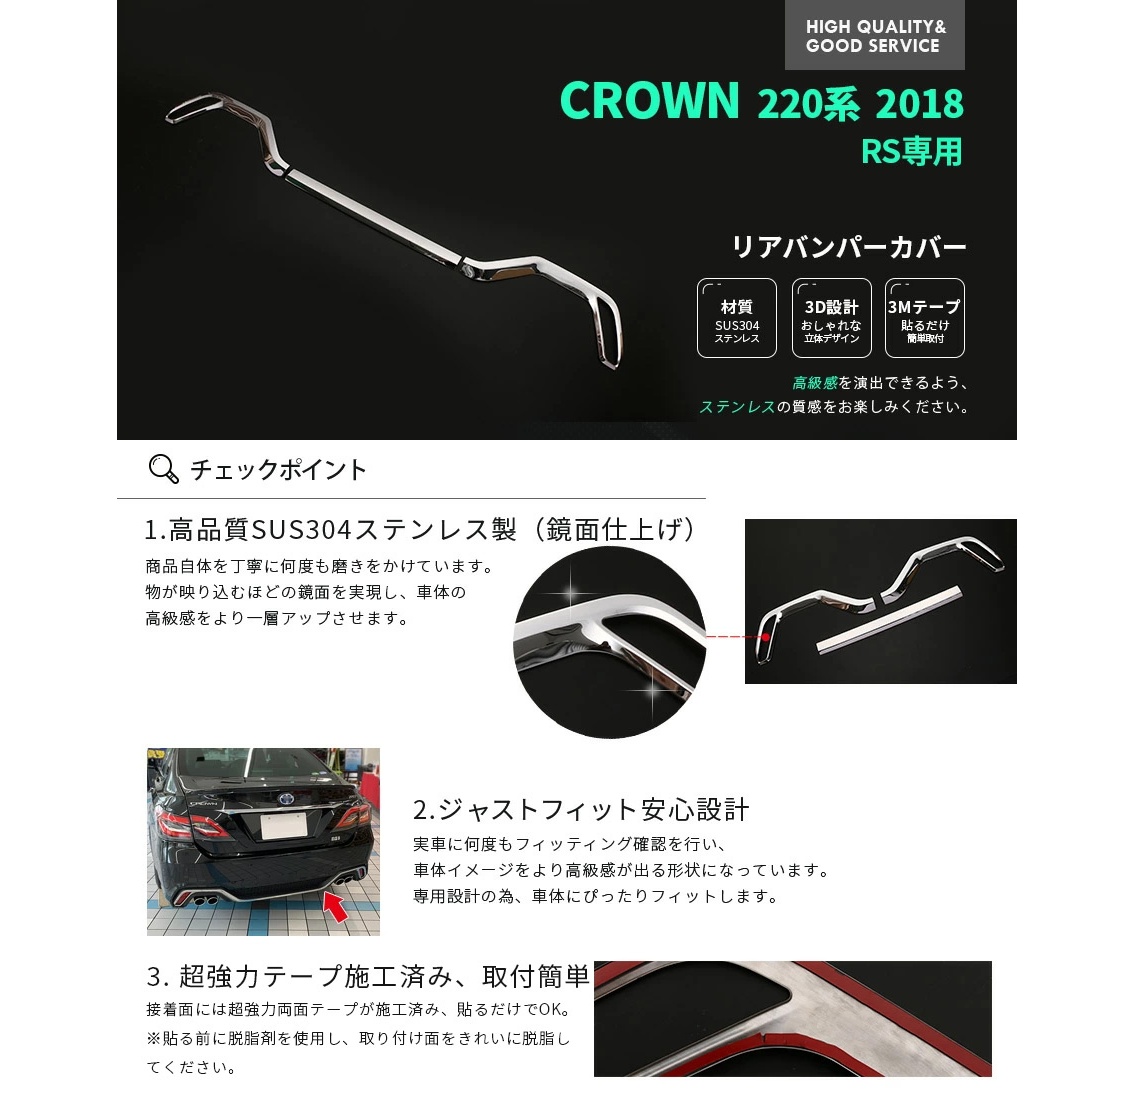 HIGH QUALITY&
GOOD SERVICE
CROWN 220系 2018
RS専用
リアバンパーカバー
材質
SUS304
ステンレス
3D設計
おしゃれな
立体デザイン
3Mテープ
貼るだけ
簡単取付
高級感を演出できるよう、
ステンレスの質感をお楽しみください。
チェックポイント
1.高品質SUS304ステンレス製（鏡面仕上げ）
商品自体を丁寧に何度も磨きをかけています。
物が映り込むほどの鏡面を実現し、車体の
高級感をより一層アップさせます。
CROWN
2.ジャストフィット安心設計
実車に何度もフィッティング確認を行い、
車体イメージをより高級感が出る形状になっています。
専用設計の為、車体にぴったりフィットします。
3. 超強力テープ施工済み、取付簡単
接着面には超強力両面テープが施工済み、貼るだけでOK。
※貼る前に脱脂剤を使用し、取り付け面をきれいに脱脂し
てください。